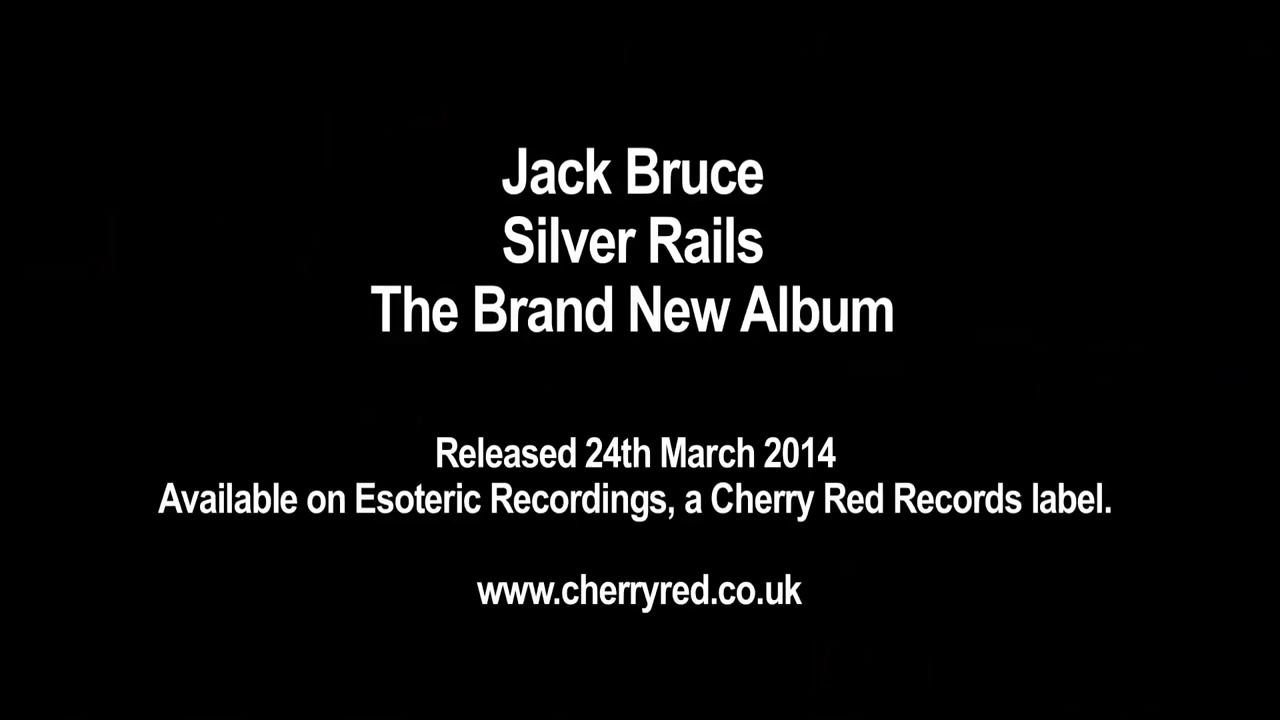 Jack Bruce
Silver Rails
The Brand New Album
Released 24th March 2014
Available on Esoteric Recordings, a Cherry Red Records label.
www.cherryred.co.uk